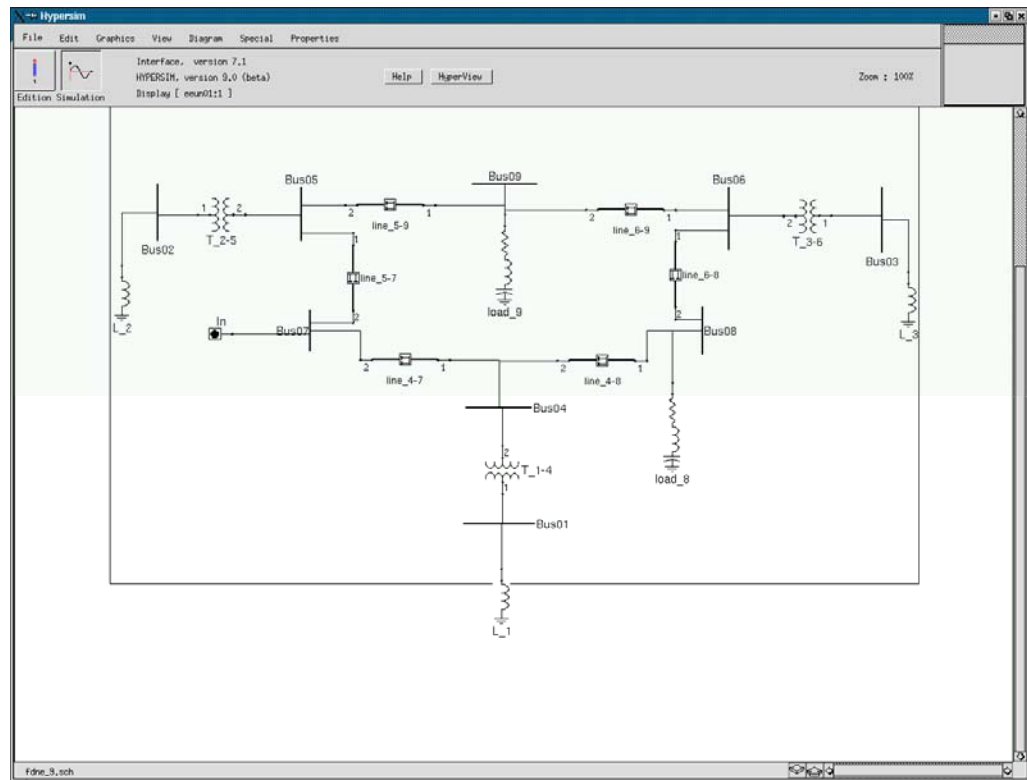 Hypersim
File Edit Graphics View Diagram Special Properties
Interface, version 7.1
HYPERSIM, version 9.0 (beta)
Display [ eeun01:1 ]
Help HyperView
Zoom : 100%
Edition Simulation
Bus09
Bus05
Bus06
1 2
2 1
2 1
2 1
T_2-5
line_5-9
line_6-9
T_3-6
Bus02
Bus03
1
1
line_5-7
line_6-8
load_9
L_2
In
2
2
Bus07
Bus08
L_3
2 1
2 1
line_4-7
line_4-8
Bus04
2
T_1-4
1
load_8
Bus01
L_1
fdne_9.sch